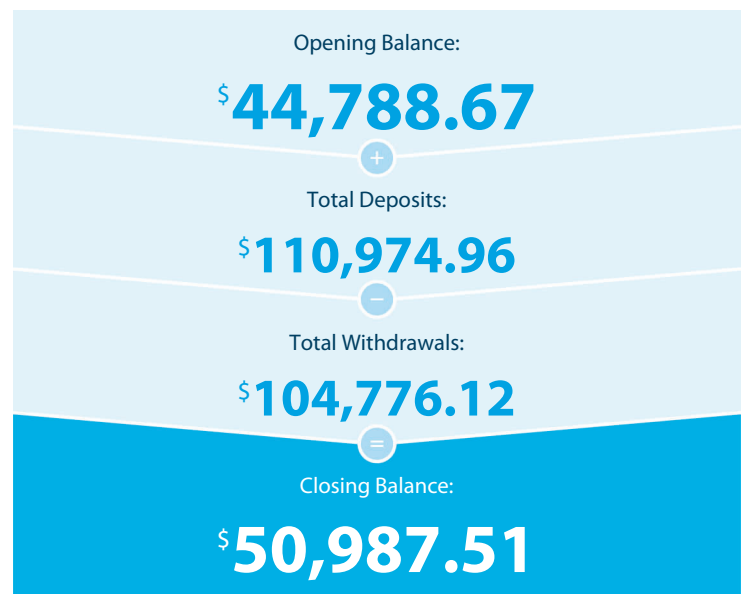 Opening Balance:
$44,788.67
+
Total Deposits:
$110,974.96
−
Total Withdrawals:
$104,776.12
=
Closing Balance:
$50,987.51